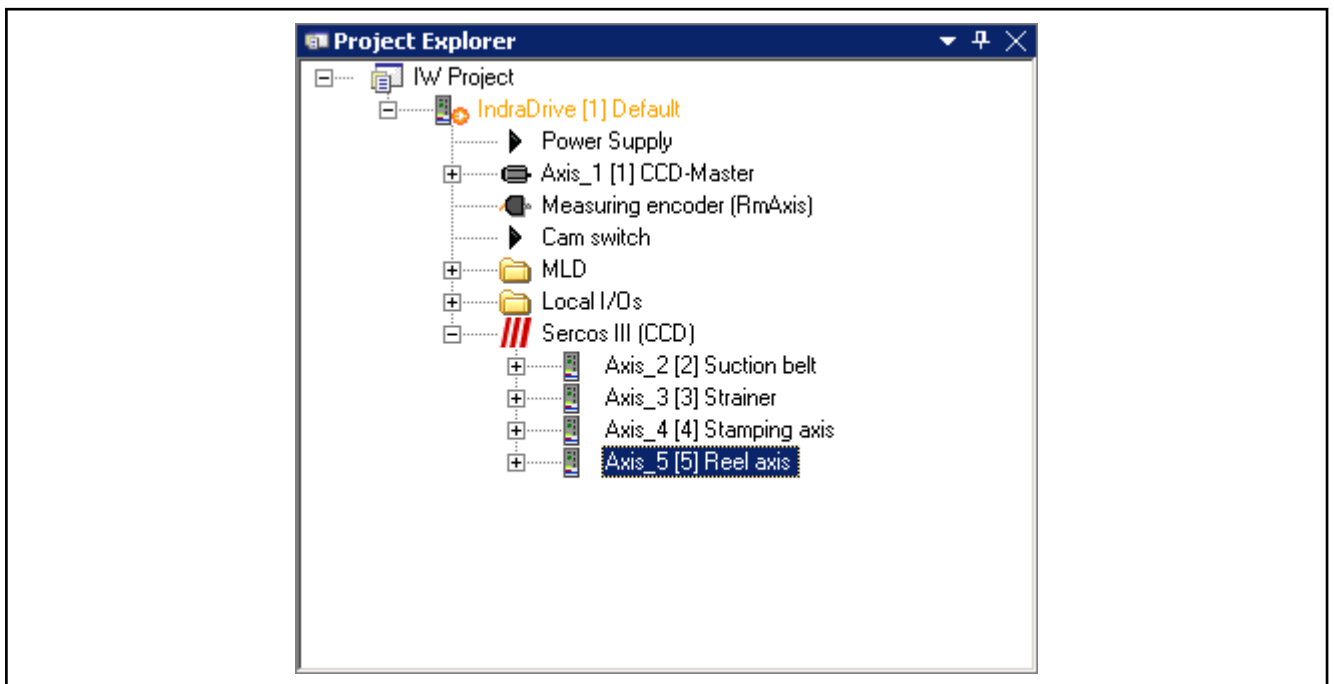 Project Explorer
IW Project
IndraDrive [1] Default
Power Supply
Axis_1 [1] CCD-Master
Measuring encoder (RmAxis)
Cam switch
MLD
Local I/Os
Sercos III (CCD)
Axis_2 [2] Suction belt
Axis_3 [3] Strainer
Axis_4 [4] Stamping axis
Axis_5 [5] Reel axis